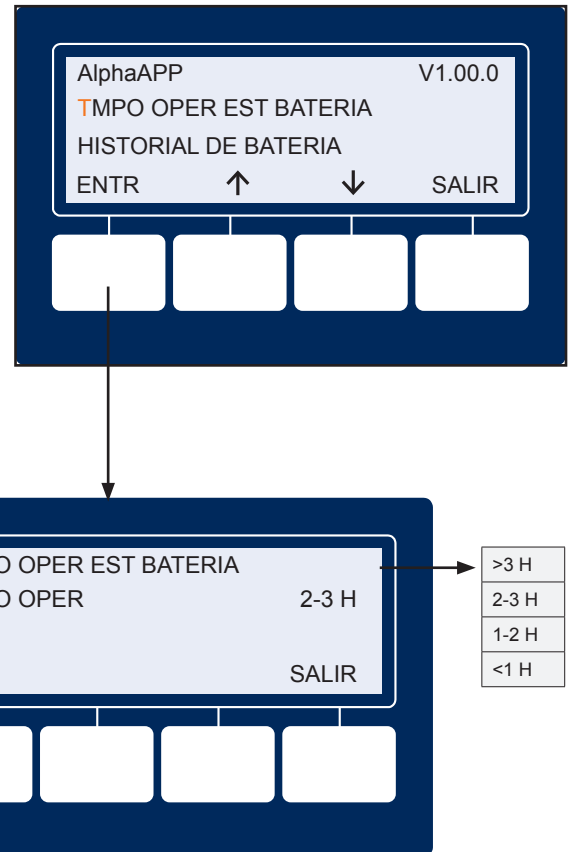 AlphaAPP V1.00.0
TMPO OPER EST BATERIA
HISTORIAL DE BATERIA
ENTR ↑ ↓ SALIR
O OPER EST BATERIA
O OPER 2-3 H
SALIR
>3 H
2-3 H
1-2 H
<1 H